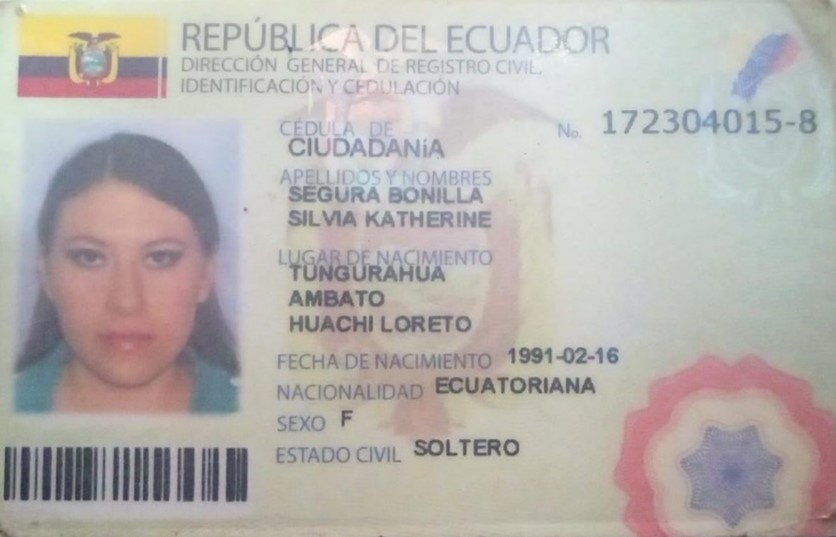 REPÚBLICA DEL ECUADOR
DIRECCIÓN GENERAL DE REGISTRO CIVIL,
IDENTIFICACIÓN Y CEDULACIÓN
CÉDULA DE No. 172304015-8
CIUDADANíA
APELLIDOS Y NOMBRES
SEGURA BONILLA
SILVIA KATHERINE
LUGAR DE NACIMIENTO
TUNGURAHUA
AMBATO
HUACHI LORETO
FECHA DE NACIMIENTO 1991-02-16
NACIONALIDAD ECUATORIANA
SEXO F
ESTADO CIVIL SOLTERO